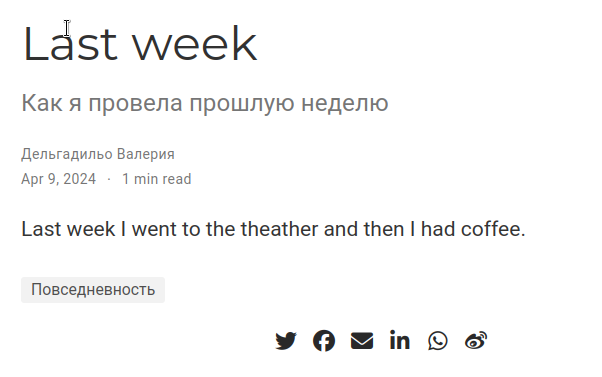 Last week
Как я провела прошлую неделю
Дельгадильо Валерия
Apr 9, 2024 · 1 min read
Last week I went to the theather and then I had coffee.
Повседневность